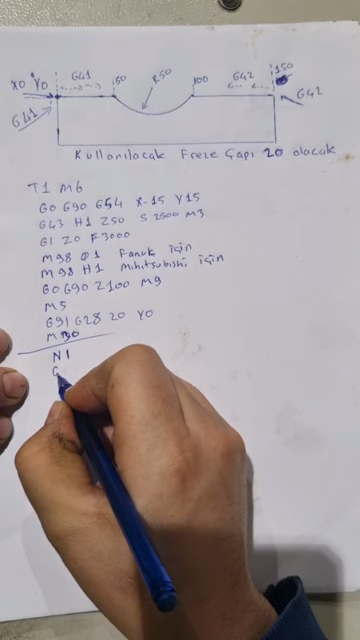 150
G41 50 R50 100 G42
X0 Y0
G41 G42
Kullanılacak Freze Çapı 20 olacak
T1 M6
G0 G90 G54 X-15 Y15
G43 H1 Z50 S2500 M3
G1 Z0 F3000
M98 P1 Fanuk için
M98 H1 Mihitsubishi için
G0 G90 Z100 M9
M5
G91 G28 Z0 Y0
M30
N1
G